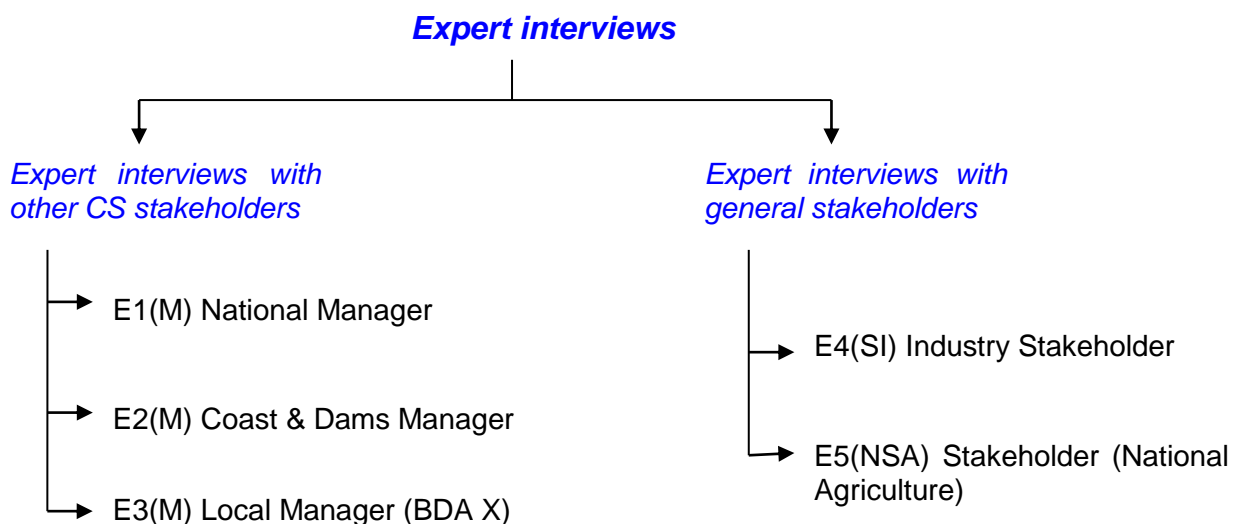 Expert interviews
Expert interviews with
other CS stakeholders
E1(M) National Manager
E2(M) Coast & Dams Manager
E3(M) Local Manager (BDA X)
Expert interviews with
general stakeholders
E4(SI) Industry Stakeholder
E5(NSA) Stakeholder (National
Agriculture)